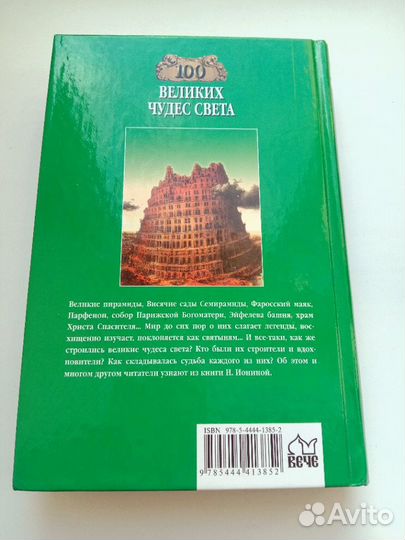 100
ВЕЛИКИХ
ЧУДЕС СВЕТА
Великие пирамиды, Висячие сады Семирамиды, Фаросский маяк,
Парфенон, собор Парижской Богоматери, Эйфелева башня, храм
Христа Спасителя... Мир до сих пор о них слагает легенды, вос-
хищенно изучает, поклоняется как святыням... И все-таки, как же
строились великие чудеса света? Кто были их строители и вдох-
новители? Как складывалась судьба каждого из них? Об этом и
многом другом читатели узнают из книги Н. Иониной.
ISBN 978-5-4444-1385-2
9 785444 413852
ВЕЧЕ
Avito